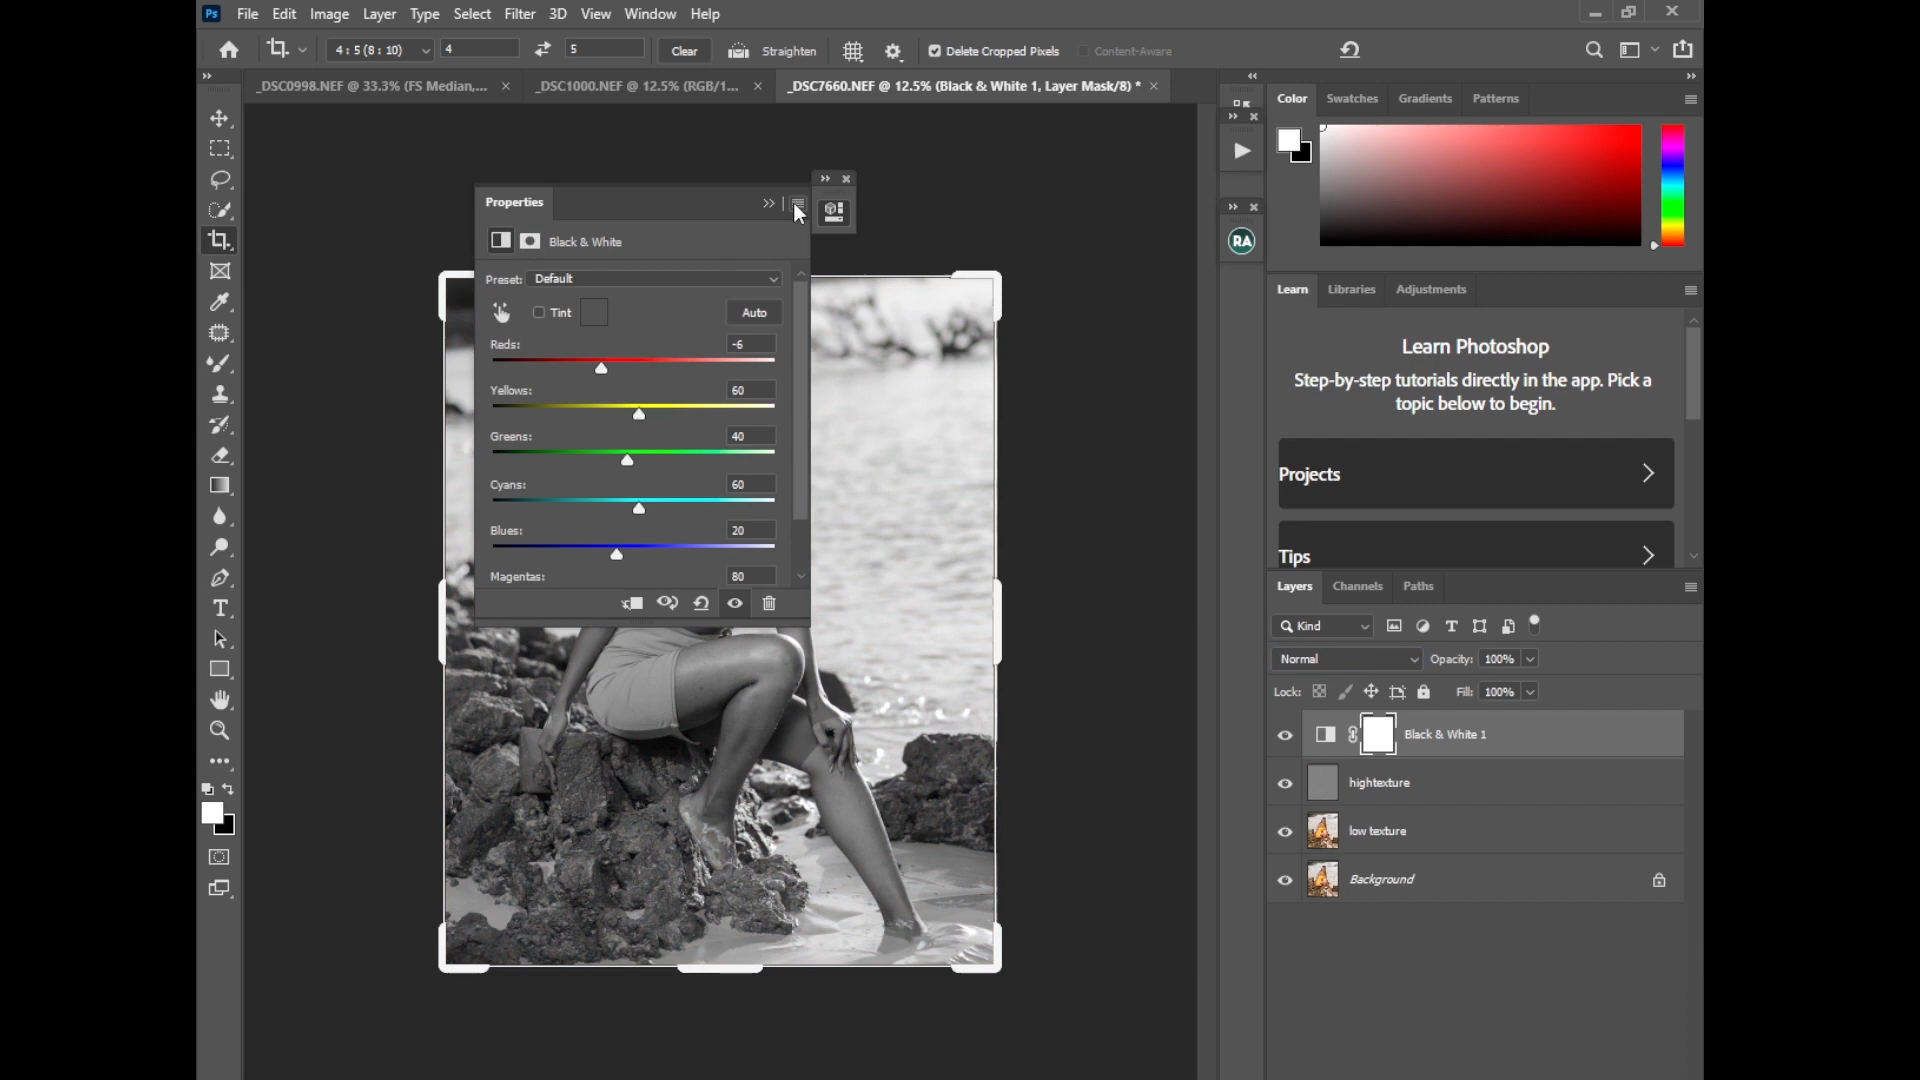 Ps File Edit Image Layer Type Select Filter 3D View Window Help
4 : 5 (8 : 10) 4 5 Clear Straighten Delete Cropped Pixels Content-Aware
_DSC0998.NEF @ 33.3% (FS Median,... _DSC1000.NEF @ 12.5% (RGB/1... _DSC7660.NEF @ 12.5% (Black & White 1, Layer Mask/8) *
Properties
Black & White
Preset: Default
Tint Auto
Reds: -6
Yellows: 60
Greens: 40
Cyans: 60
Blues: 20
Magentas: 80
RA
Color Swatches Gradients Patterns
Learn Libraries Adjustments
Learn Photoshop
Step-by-step tutorials directly in the app. Pick a
topic below to begin.
Projects
Tips
Layers Channels Paths
Kind
Normal Opacity: 100%
Lock: Fill: 100%
Black & White 1
hightexture
low texture
Background